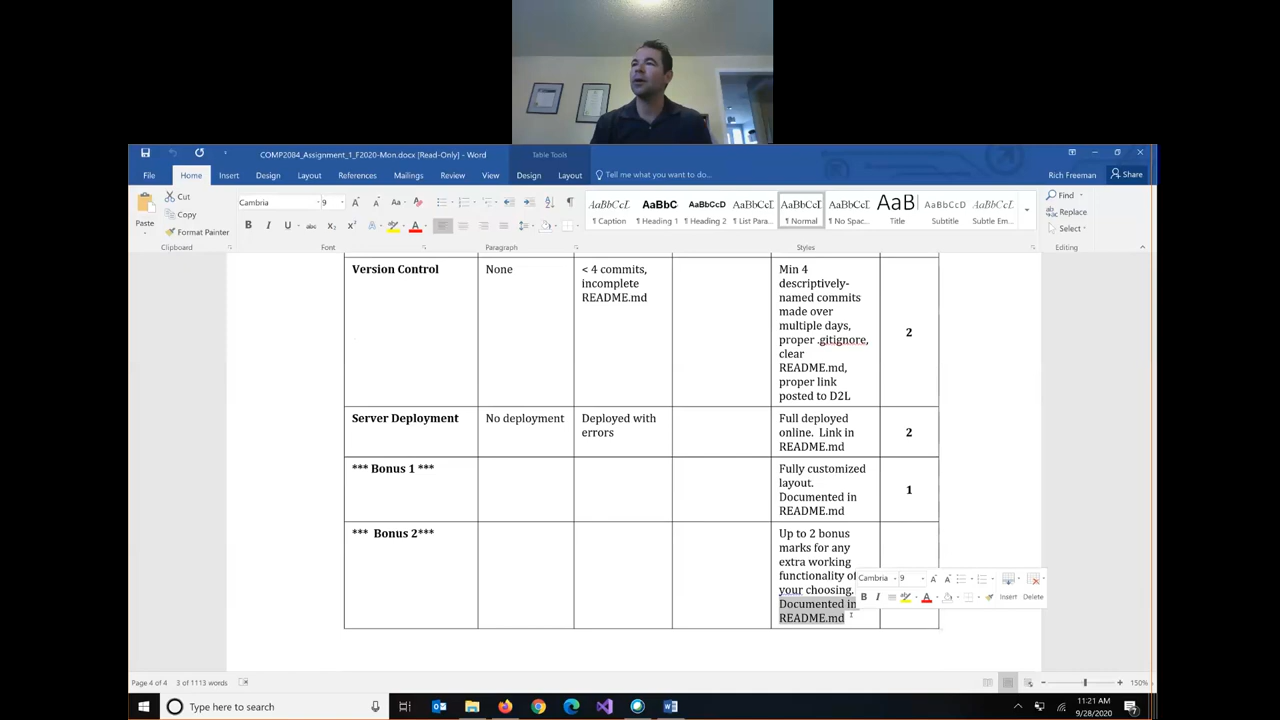 COMP2084_Assignment_1_F2020-Mon.docx [Read-Only] - Word
Table Tools
Rich Freeman
Share
File
Home
Insert
Design
Layout
References
Mailings
Review
View
Design
Layout
Tell me what you want to do...
Paste
Cut
Copy
Format Painter
Clipboard
Cambria
9
Font
Paragraph
AaBbCcL
¶ Caption
AaBbCc
¶ Heading 1
AaBbCcDc
¶ Heading 2
AaBbCcL
¶ List Para...
AaBbCcL
¶ Normal
AaBbCcL
¶ No Spac...
AaB
Title
AaBbCcD
Subtitle
AaBbCcL
Subtle Em...
Styles
Find
Replace
Select
Editing
Version Control
None
< 4 commits,
incomplete
README.md
Min 4
descriptively-
named commits
made over
multiple days,
proper .gitignore,
clear
README.md,
proper link
posted to D2L
2
Server Deployment
No deployment
Deployed with
errors
Full deployed
online. Link in
README.md
2
*** Bonus 1 ***
Fully customized
layout.
Documented in
README.md
1
*** Bonus 2***
Up to 2 bonus
marks for any
extra working
functionality of
your choosing.
Documented in
README.md
Cambria
9
Insert
Delete
Page 4 of 4
3 of 1113 words
150%
Type here to search
11:21 AM
9/28/2020